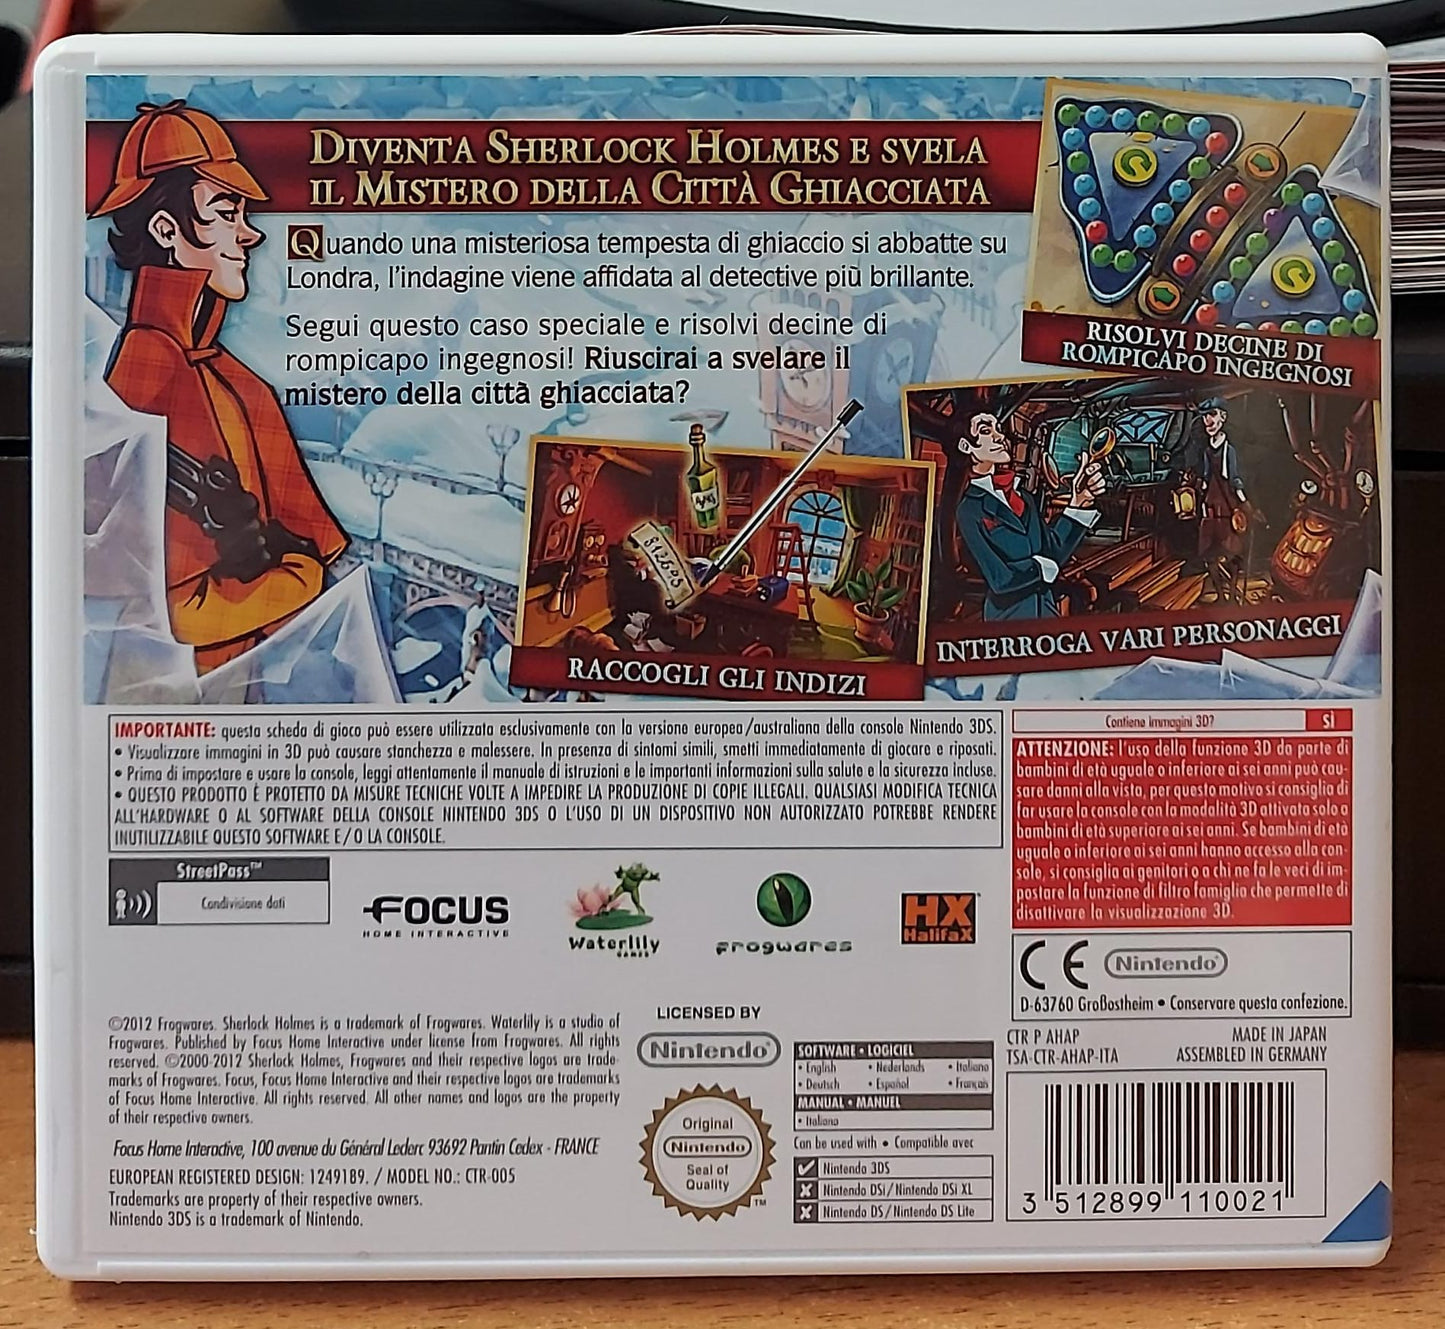 DIVENTA SHERLOCK HOLMES E SVELA
IL MISTERO DELLA CITTÀ GHIACCIATA
Quando una misteriosa tempesta di ghiaccio si abbatte su
Londra, l'indagine viene affidata al detective più brillante.
Segui questo caso speciale e risolvi decine di
rompicapo ingegnosi! Riuscirai a svelare il
mistero della città ghiacciata?
RISOLVI DECINE DI
ROMPICAPO INGEGNOSI
INTERROGA VARI PERSONAGGI
RACCOGLI GLI INDIZI
IMPORTANTE: questa scheda di gioco può essere utilizzata esclusivamente con la versione europea/australiana della console Nintendo 3DS.
• Visualizzare immagini in 3D può causare stanchezza e malessere. In presenza di sintomi simili, smetti immediatamente di giocare e riposati.
• Prima di impostare e usare la console, leggi attentamente il manuale di istruzioni e le importanti informazioni sulla salute e la sicurezza incluse.
• QUESTO PRODOTTO È PROTETTO DA MISURE TECNICHE VOLTE A IMPEDIRE LA PRODUZIONE DI COPIE ILLEGALI. QUALSIASI MODIFICA TECNICA
ALL'HARDWARE O AL SOFTWARE DELLA CONSOLE NINTENDO 3DS O L'USO DI UN DISPOSITIVO NON AUTORIZZATO POTREBBE RENDERE
INUTILIZZABILE QUESTO SOFTWARE E/O LA CONSOLE.
Contiene Immagini 3D? SÌ
ATTENZIONE: l'uso della funzione 3D da parte di
bambini di età uguale o inferiore ai sei anni può cau-
sare danni alla vista, per questo motivo si consiglia di
far usare la console con la modalità 3D attivata solo a
bambini di età superiore ai sei anni. Se bambini di età
uguale o inferiore ai sei anni hanno accesso alla con-
sole, si consiglia ai genitori o a chi ne fa le veci di im-
postare la funzione di filtro famiglia che permette di
disattivare la visualizzazione 3D.
StreetPass™
Condivisione dati
FOCUS
HOME INTERACTIVE
Waterlily
GAMES
frogwares
HX
Halifax
CE Nintendo
D-63760 Großostheim • Conservare questa confezione.
©2012 Frogwares. Sherlock Holmes is a trademark of Frogwares. Waterlily is a studio of
Frogwares. Published by Focus Home Interactive under license from Frogwares. All rights
reserved. ©2000-2012 Sherlock Holmes, Frogwares and their respective logos are trade-
marks of Frogwares. Focus, Focus Home Interactive and their respective logos are trademarks
of Focus Home Interactive. All rights reserved. All other names and logos are the property
of their respective owners.
Focus Home Interactive, 100 avenue du Général Leclerc 93692 Pantin Cedex - FRANCE
EUROPEAN REGISTERED DESIGN: 1249189. / MODEL NO.: CTR-005
Trademarks are property of their respective owners.
Nintendo 3DS is a trademark of Nintendo.
LICENSED BY
Nintendo
Original
Nintendo
Seal of
Quality
TM
SOFTWARE • LOGICIEL
• English • Nederlands • Italiano
• Deutsch • Español • Français
MANUAL • MANUEL
• Italiano
Can be used with • Compatible avec
Nintendo 3DS
Nintendo DSi/Nintendo DSi XL
Nintendo DS/Nintendo DS Lite
CTR P AHAP
TSA-CTR-AHAP-ITA
MADE IN JAPAN
ASSEMBLED IN GERMANY
3 512899 110021